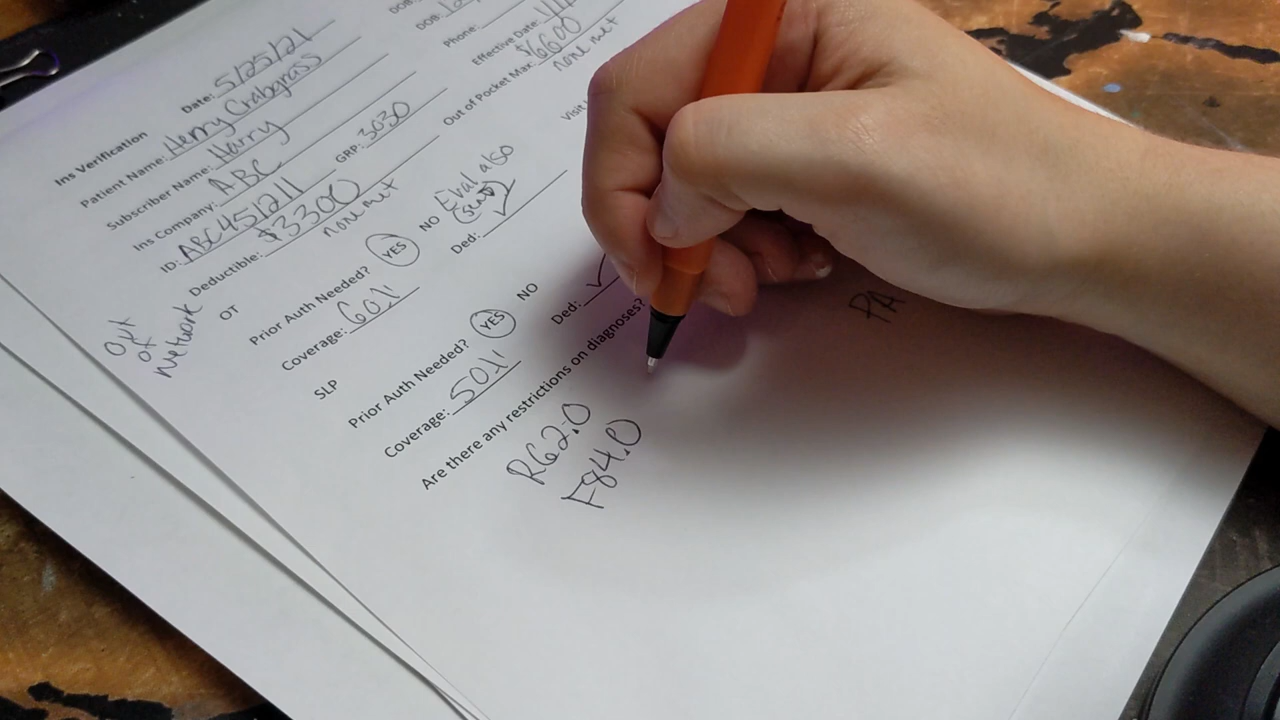 Ins Verification Date: 5/25/21
Patient Name: Henry Crabgrass DOB:
Subscriber Name: Harry DOB:
Ins Company: ABC Phone:
ID: ABC45121 GRP: 3030 Effective Date:
Deductible: $3300 Out of Pocket Max: $6600
none met none met
out of network
OT Visit
Prior Auth Needed? YES NO Eval also
Coverage: 60% Ded: ✓
SLP
Prior Auth Needed? YES NO
Coverage: 50% Ded: ✓
Are there any restrictions on diagnoses?
R62.0
F84.0
PA